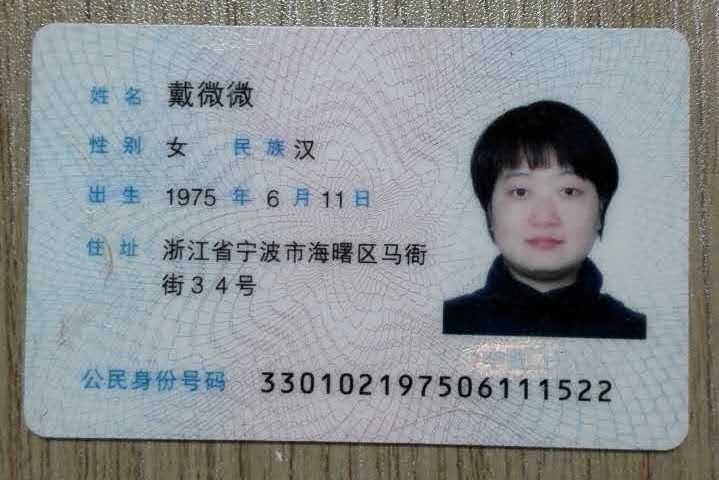 姓名 戴微微
性别 女 民族 汉
出生 1975 年 6 月 11 日
住址 浙江省宁波市海曙区马衙
街34号
公民身份号码 330102197506111522